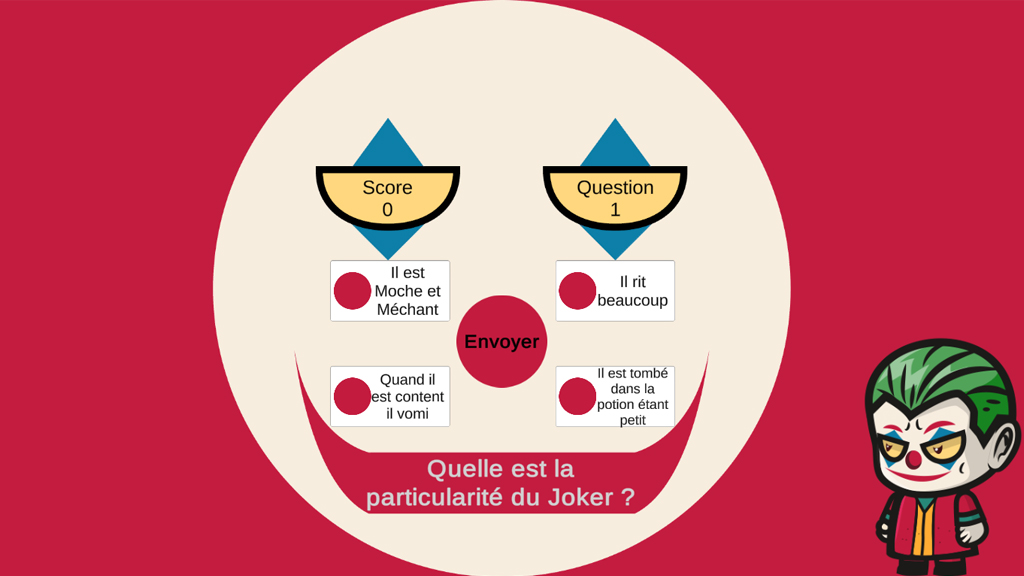 Score
0
Question
1
Il est
Moche et
Méchant
Il rit
beaucoup
Envoyer
Quand il
est content
il vomi
Il est tombé
dans la
potion étant
petit
Quelle est la
particularité du Joker ?